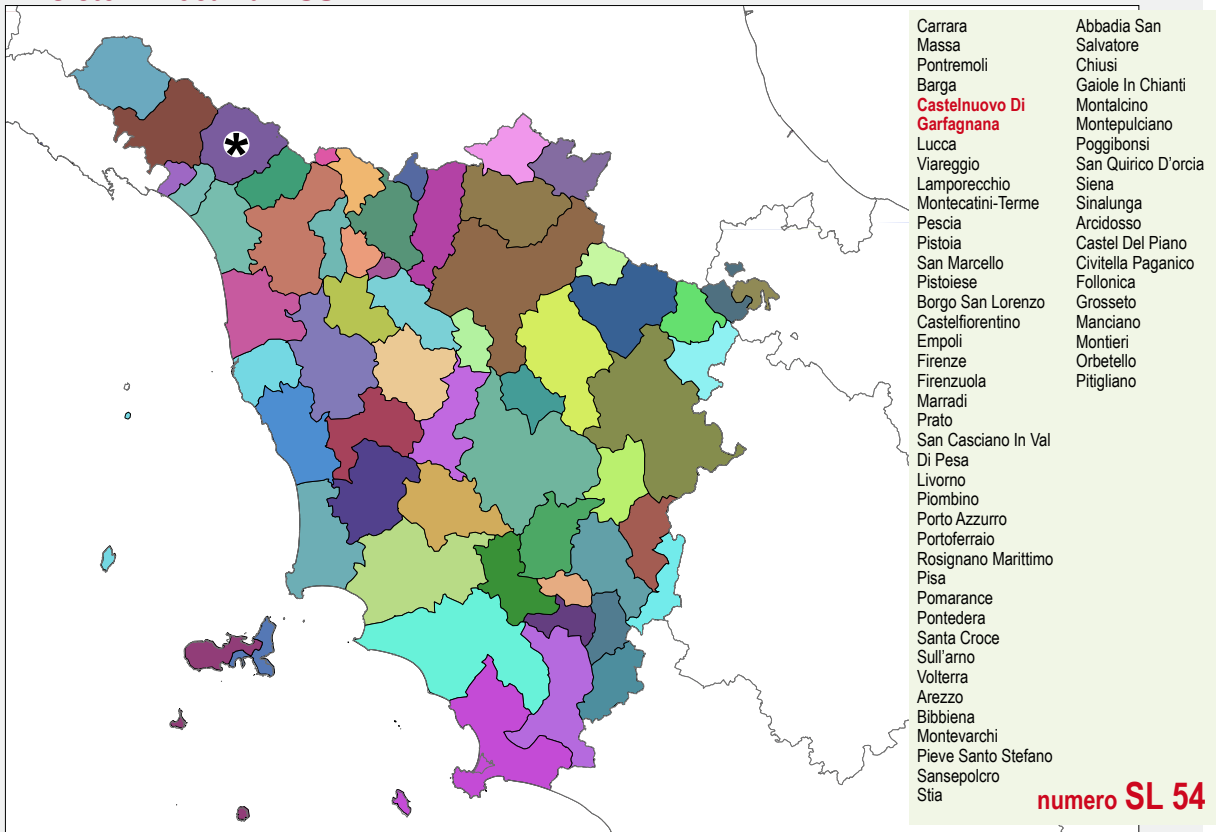 Carrara
Massa
Pontremoli
Barga
Castelnuovo Di
Garfagnana
Lucca
Viareggio
Lamporecchio
Montecatini-Terme
Pescia
Pistoia
San Marcello
Pistoiese
Borgo San Lorenzo
Castelfiorentino
Empoli
Firenze
Firenzuola
Marradi
Prato
San Casciano In Val
Di Pesa
Livorno
Piombino
Porto Azzurro
Portoferraio
Rosignano Marittimo
Pisa
Pomarance
Pontedera
Santa Croce
Sull'arno
Volterra
Arezzo
Bibbiena
Montevarchi
Pieve Santo Stefano
Sansepolcro
Stia
Abbadia San
Salvatore
Chiusi
Gaiole In Chianti
Montalcino
Montepulciano
Poggibonsi
San Quirico D'orcia
Siena
Sinalunga
Arcidosso
Castel Del Piano
Civitella Paganico
Follonica
Grosseto
Manciano
Montieri
Orbetello
Pitigliano
numero SL 54